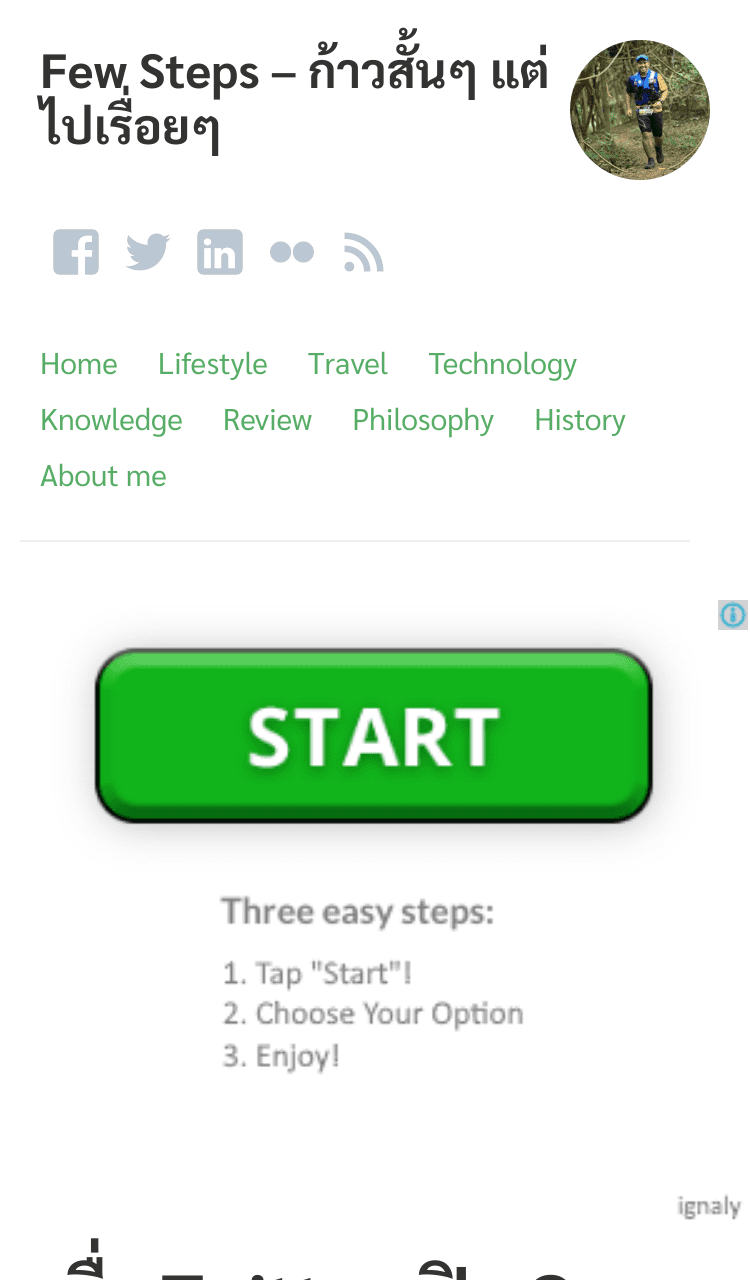 Few Steps – ก้าวสั้นๆ แต่
ไปเรื่อยๆ
Home Lifestyle Travel Technology
Knowledge Review Philosophy History
About me
START
Three easy steps:
1. Tap "Start"!
2. Choose Your Option
3. Enjoy!
ignaly